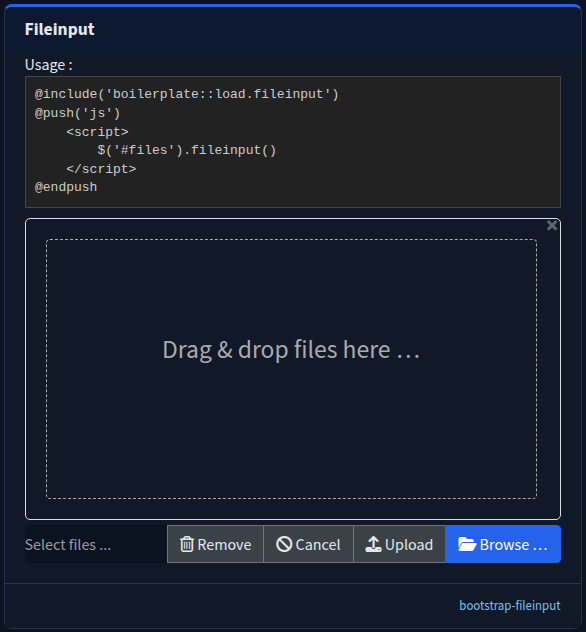 Fileinput
Usage :
@include('boilerplate::load.fileinput')
@push('js')
    <script>
        $('#files').fileinput()
    </script>
@endpush
×
Drag & drop files here …
Select files ...
Remove
Cancel
Upload
Browse …
bootstrap-fileinput